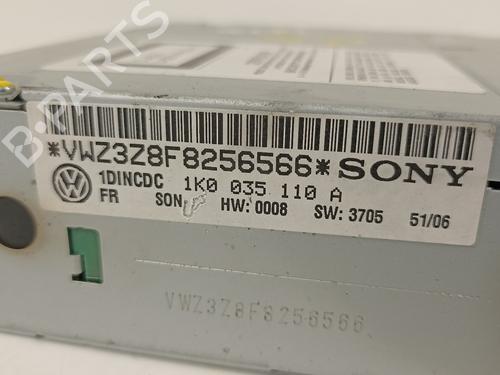 B-PARTS
*VWZ3Z8F8256566* SONY
1DINCDC 1K0 035 110 A
FR SON HW: 0008 SW: 3705 51/06
VWZ3Z8F8256566